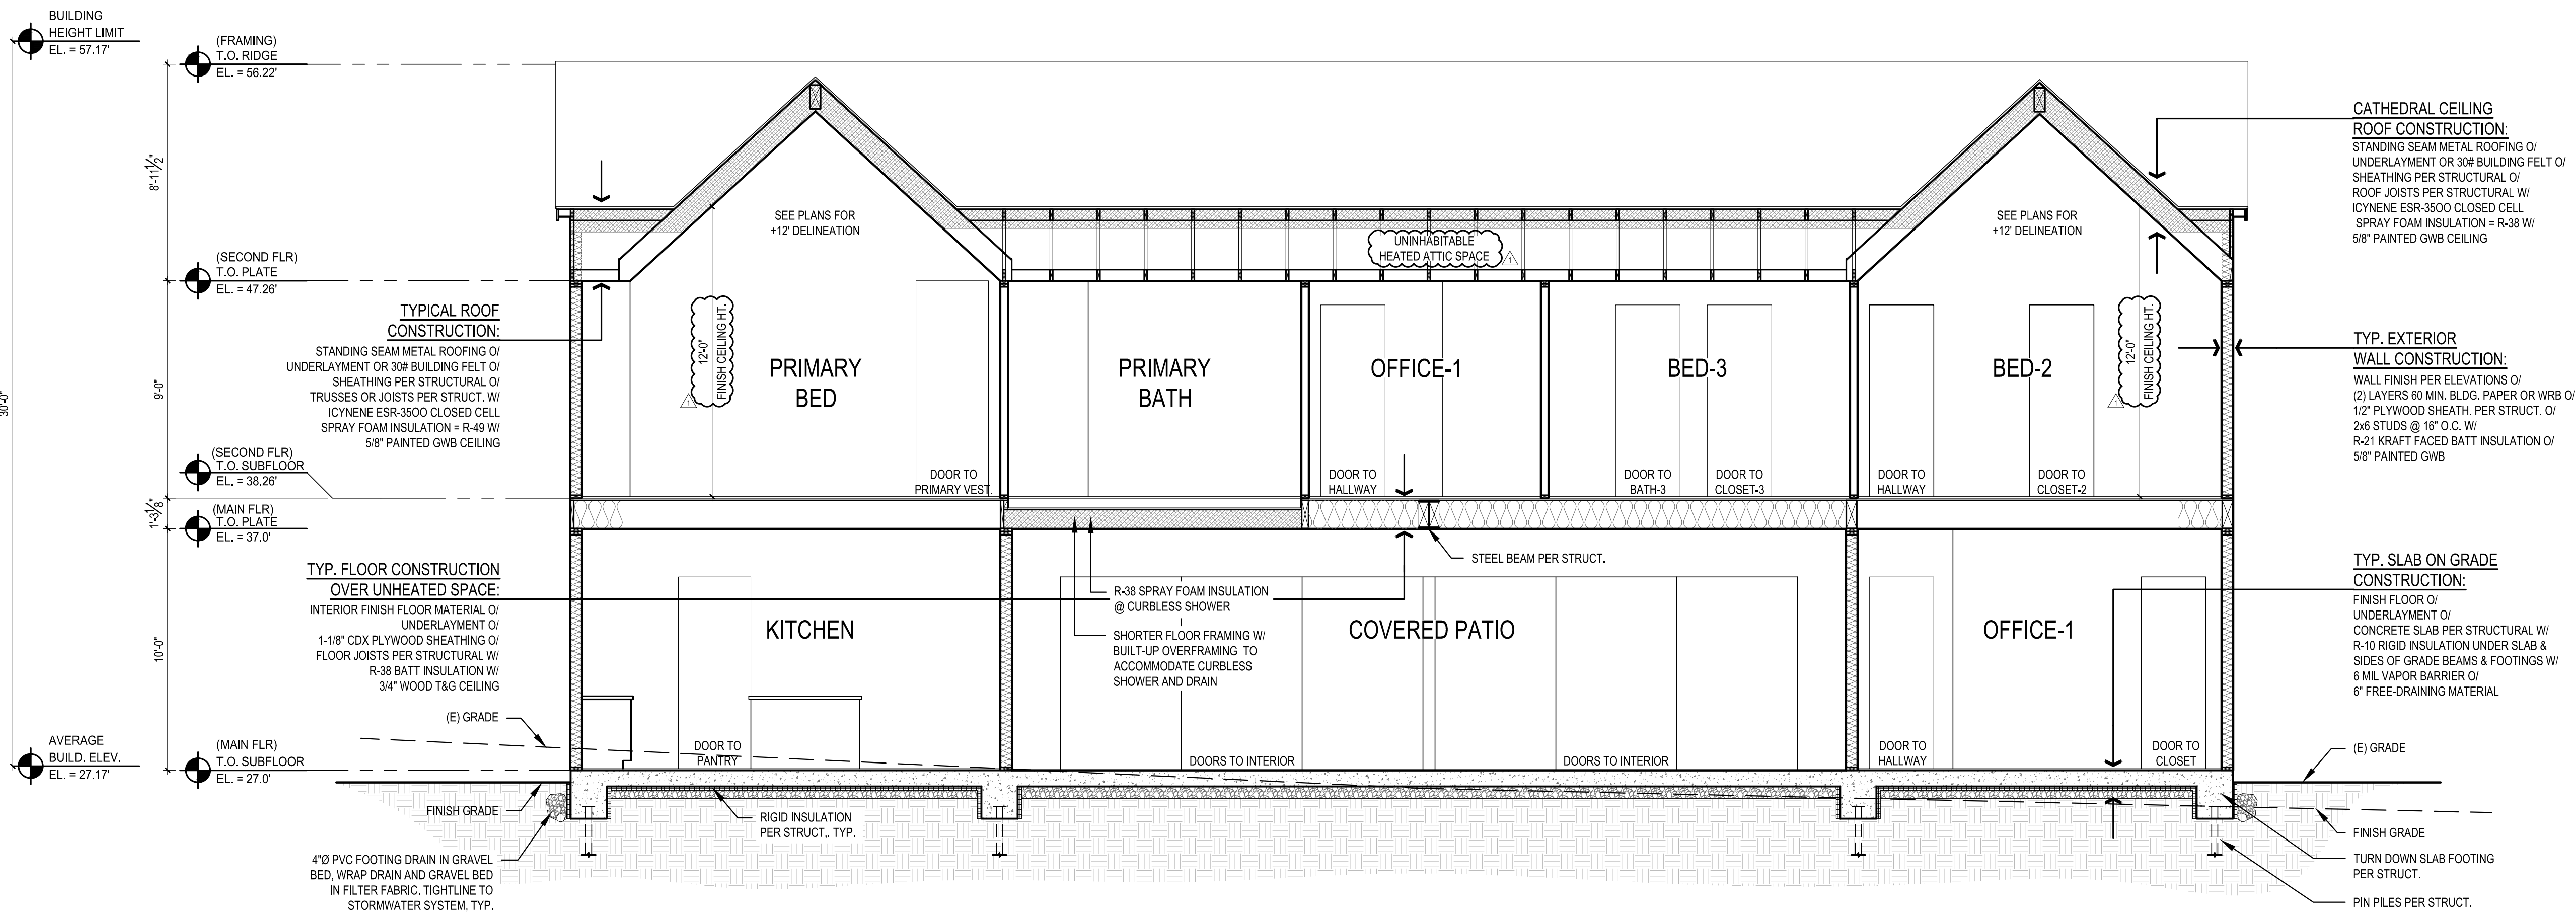 BUILDING
HEIGHT LIMIT
EL. = 57.17'
(FRAMING)
T.O. RIDGE
EL. = 56.22'
8'-11½"
(SECOND FLR)
T.O. PLATE
EL. = 47.26'
9'-0"
30'-0"
(SECOND FLR)
T.O. SUBFLOOR
EL. = 38.26'
1'-3⅛"
(MAIN FLR)
T.O. PLATE
EL. = 37.0'
10'-0"
AVERAGE
BUILD. ELEV.
EL. = 27.17'
(MAIN FLR)
T.O. SUBFLOOR
EL. = 27.0'
TYPICAL ROOF
CONSTRUCTION:
STANDING SEAM METAL ROOFING O/
UNDERLAYMENT OR 30# BUILDING FELT O/
SHEATHING PER STRUCTURAL O/
TRUSSES OR JOISTS PER STRUCT. W/
ICYNENE ESR-35OO CLOSED CELL
SPRAY FOAM INSULATION = R-49 W/
5/8" PAINTED GWB CEILING
TYP. FLOOR CONSTRUCTION
OVER UNHEATED SPACE:
INTERIOR FINISH FLOOR MATERIAL O/
UNDERLAYMENT O/
1-1/8" CDX PLYWOOD SHEATHING O/
FLOOR JOISTS PER STRUCTURAL W/
R-38 BATT INSULATION W/
3/4" WOOD T&G CEILING
(E) GRADE
FINISH GRADE
4"Ø PVC FOOTING DRAIN IN GRAVEL
BED, WRAP DRAIN AND GRAVEL BED
IN FILTER FABRIC. TIGHTLINE TO
STORMWATER SYSTEM, TYP.
SEE PLANS FOR
+12' DELINEATION
12'-0"
FINISH CEILING HT.
1
PRIMARY
BED
DOOR TO
PRIMARY VEST.
PRIMARY
BATH
UNINHABITABLE
HEATED ATTIC SPACE
1
OFFICE-1
DOOR TO
HALLWAY
BED-3
DOOR TO
BATH-3
DOOR TO
CLOSET-3
SEE PLANS FOR
+12' DELINEATION
BED-2
DOOR TO
HALLWAY
DOOR TO
CLOSET-2
12'-0"
FINISH CEILING HT.
1
STEEL BEAM PER STRUCT.
R-38 SPRAY FOAM INSULATION
@ CURBLESS SHOWER
SHORTER FLOOR FRAMING W/
BUILT-UP OVERFRAMING TO
ACCOMMODATE CURBLESS
SHOWER AND DRAIN
KITCHEN
DOOR TO
PANTRY
COVERED PATIO
DOORS TO INTERIOR
DOORS TO INTERIOR
OFFICE-1
DOOR TO
HALLWAY
DOOR TO
CLOSET
RIGID INSULATION
PER STRUCT,. TYP.
CATHEDRAL CEILING
ROOF CONSTRUCTION:
STANDING SEAM METAL ROOFING O/
UNDERLAYMENT OR 30# BUILDING FELT O/
SHEATHING PER STRUCTURAL O/
ROOF JOISTS PER STRUCTURAL W/
ICYNENE ESR-35OO CLOSED CELL
SPRAY FOAM INSULATION = R-38 W/
5/8" PAINTED GWB CEILING
TYP. EXTERIOR
WALL CONSTRUCTION:
WALL FINISH PER ELEVATIONS O/
(2) LAYERS 60 MIN. BLDG. PAPER OR WRB O/
1/2" PLYWOOD SHEATH. PER STRUCT. O/
2x6 STUDS @ 16" O.C. W/
R-21 KRAFT FACED BATT INSULATION O/
5/8" PAINTED GWB
TYP. SLAB ON GRADE
CONSTRUCTION:
FINISH FLOOR O/
UNDERLAYMENT O/
CONCRETE SLAB PER STRUCTURAL W/
R-10 RIGID INSULATION UNDER SLAB &
SIDES OF GRADE BEAMS & FOOTINGS W/
6 MIL VAPOR BARRIER O/
6" FREE-DRAINING MATERIAL
(E) GRADE
FINISH GRADE
TURN DOWN SLAB FOOTING
PER STRUCT.
PIN PILES PER STRUCT.